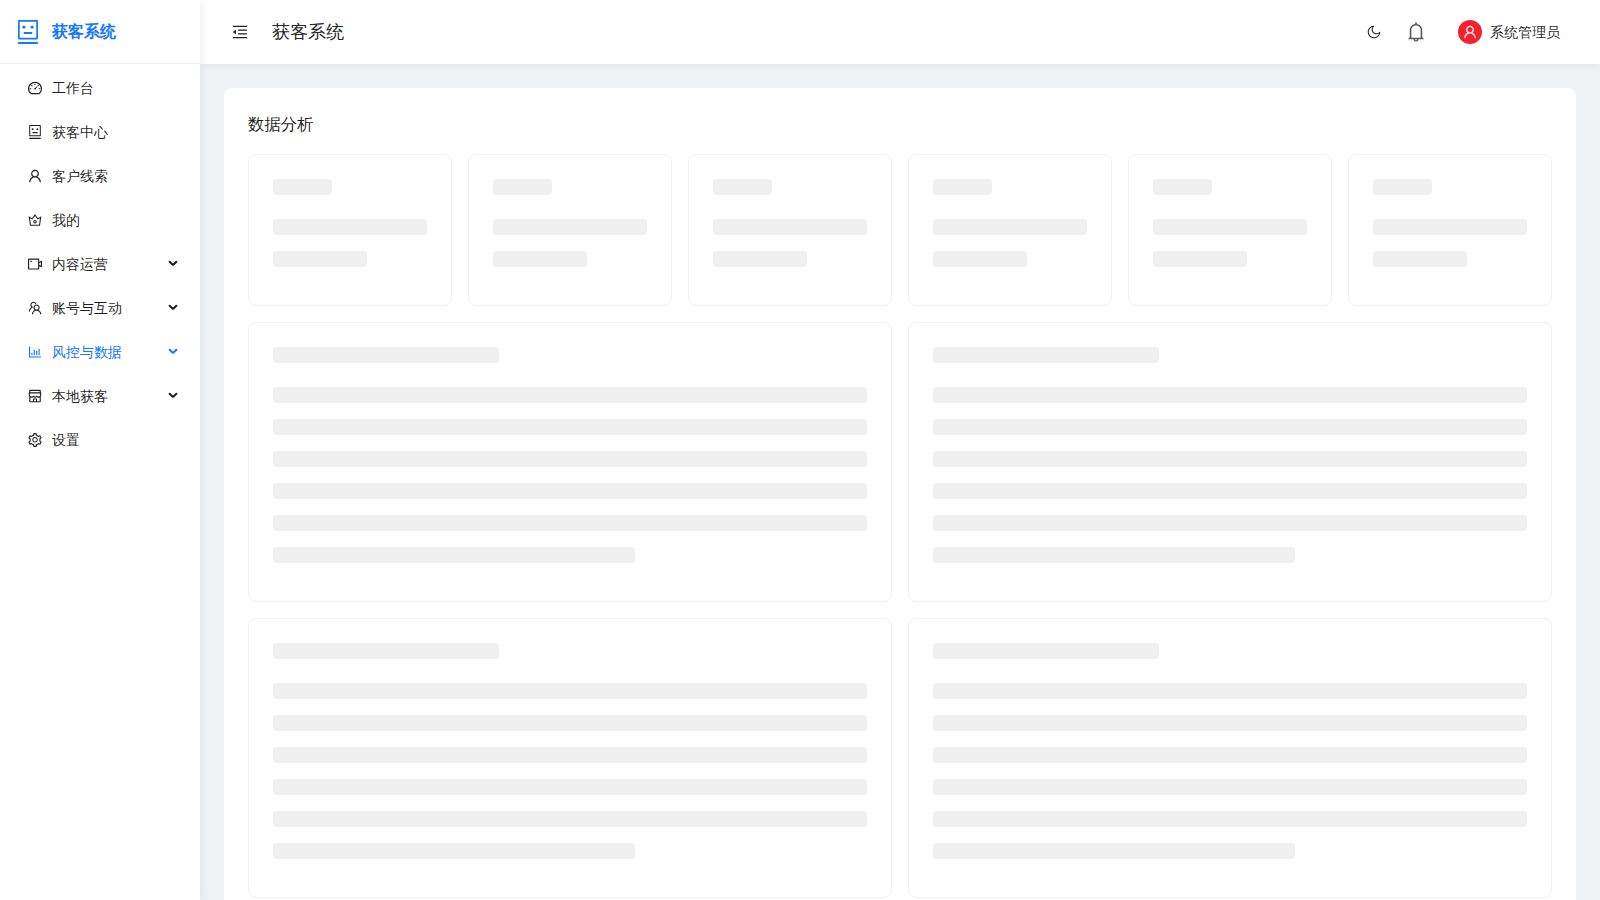 获客系统
工作台
获客中心
客户线索
我的
内容运营
账号与互动
风控与数据
本地获客
设置
获客系统
系统管理员
数据分析